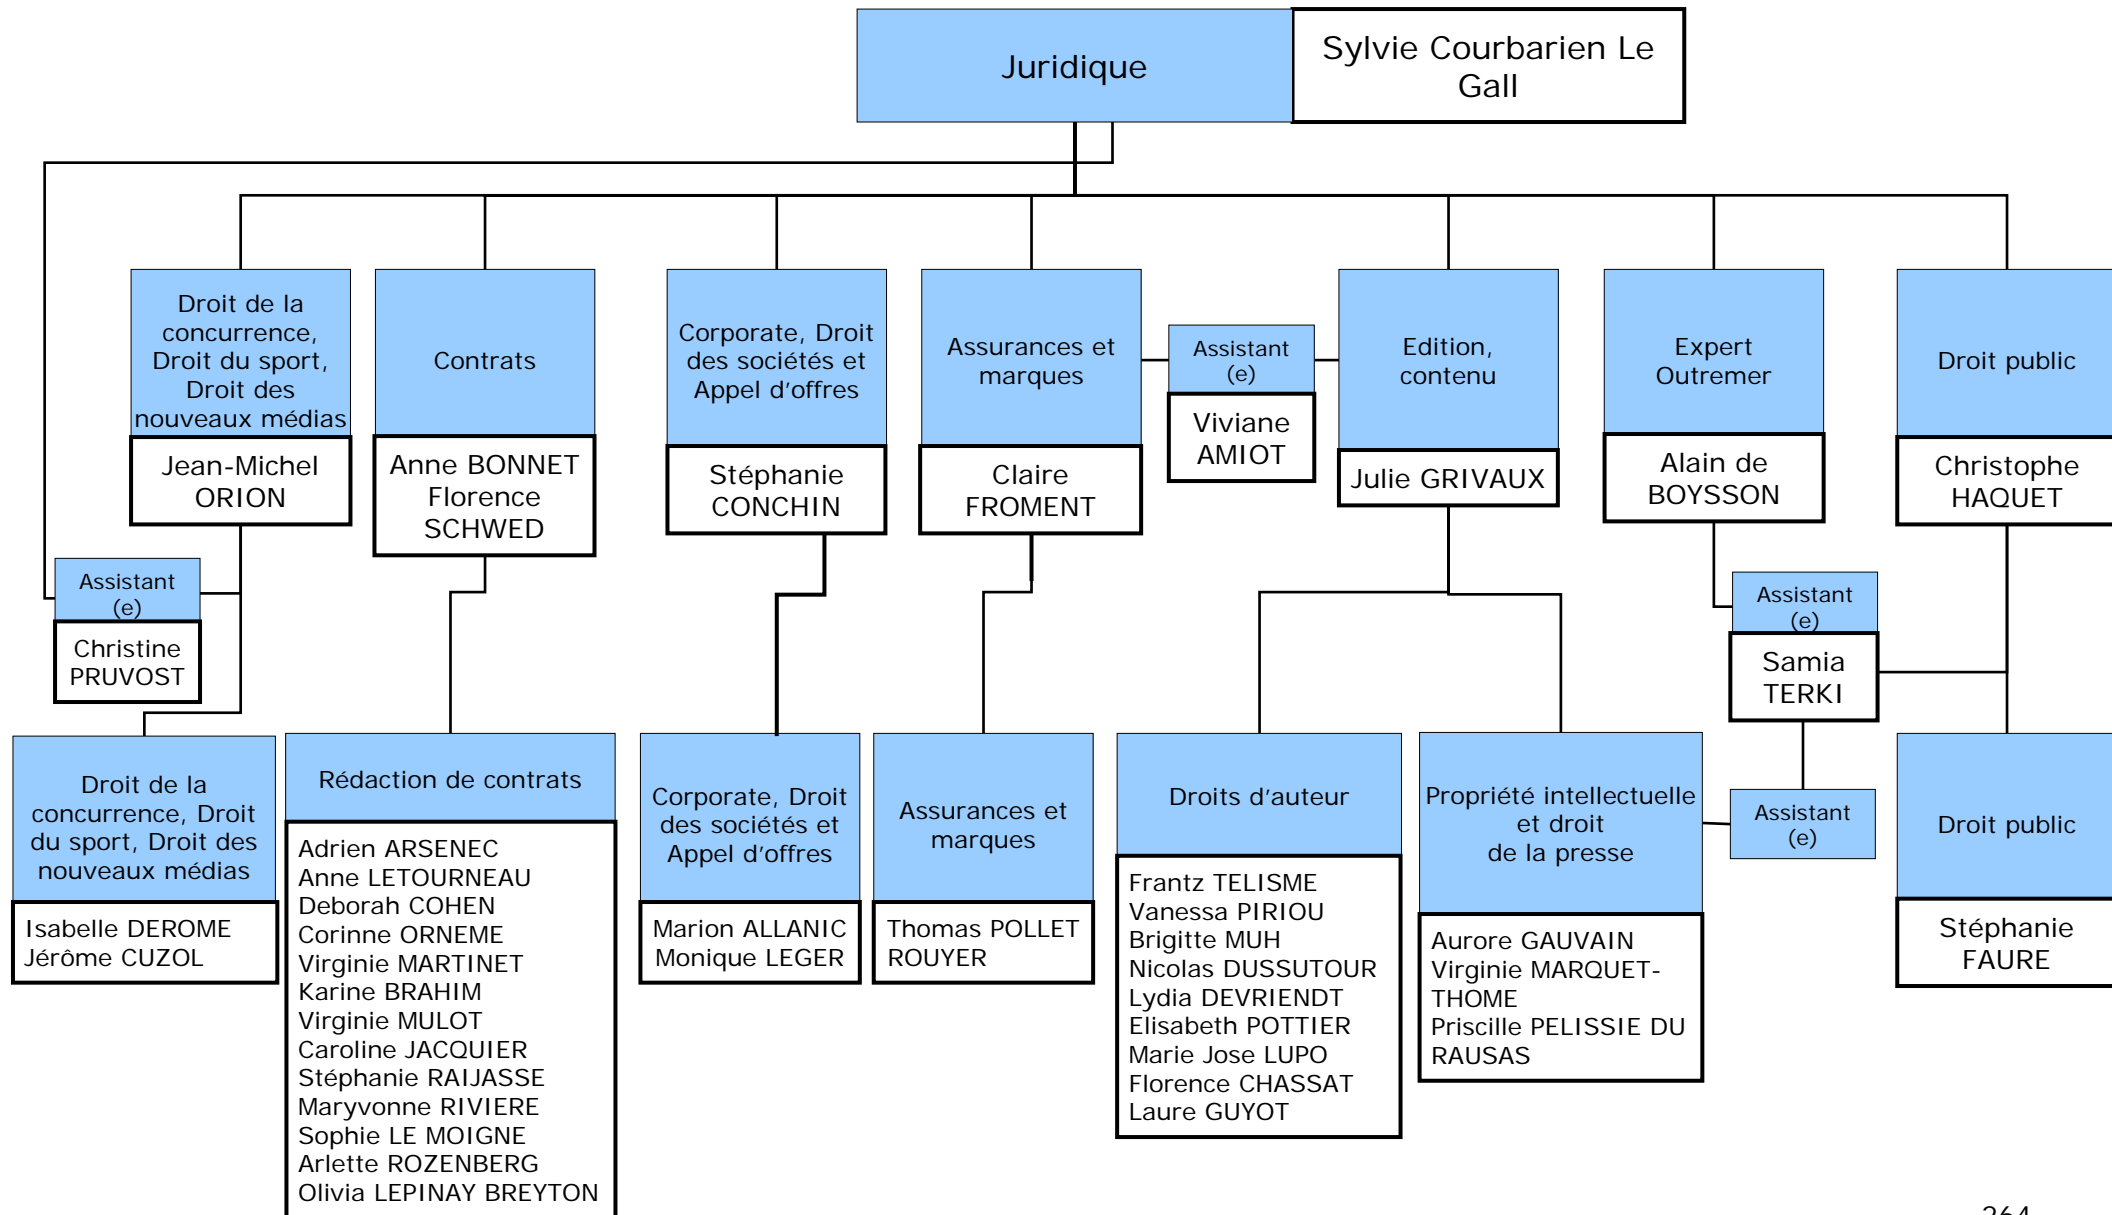 Juridique
Sylvie Courbarien Le
Gall
Droit de la
concurrence,
Droit du sport,
Droit des
nouveaux médias
Jean-Michel
ORION
Contrats
Anne BONNET
Florence
SCHWED
Corporate, Droit
des sociétés et
Appel d'offres
Stéphanie
CONCHIN
Assurances et
marques
Claire
FROMENT
Assistant
(e)
Viviane
AMIOT
Edition,
contenu
Julie GRIVAUX
Expert
Outremer
Alain de
BOYSSON
Droit public
Christophe
HAQUET
Assistant
(e)
Christine
PRUVOST
Assistant
(e)
Samia
TERKI
Droit de la
concurrence, Droit
du sport, Droit des
nouveaux médias
Isabelle DEROME
Jérôme CUZOL
Rédaction de contrats
Adrien ARSENEC
Anne LETOURNEAU
Deborah COHEN
Corinne ORNEME
Virginie MARTINET
Karine BRAHIM
Virginie MULOT
Caroline JACQUIER
Stéphanie RAIJASSE
Maryvonne RIVIERE
Sophie LE MOIGNE
Arlette ROZENBERG
Olivia LEPINAY BREYTON
Corporate, Droit
des sociétés et
Appel d'offres
Marion ALLANIC
Monique LEGER
Assurances et
marques
Thomas POLLET
ROUYER
Droits d'auteur
Frantz TELISME
Vanessa PIRIOU
Brigitte MUH
Nicolas DUSSUTOUR
Lydia DEVRIENDT
Elisabeth POTTIER
Marie Jose LUPO
Florence CHASSAT
Laure GUYOT
Propriété intellectuelle
et droit
de la presse
Aurore GAUVAIN
Virginie MARQUET-
THOME
Priscille PELISSIE DU
RAUSAS
Assistant
(e)
Droit public
Stéphanie
FAURE
264